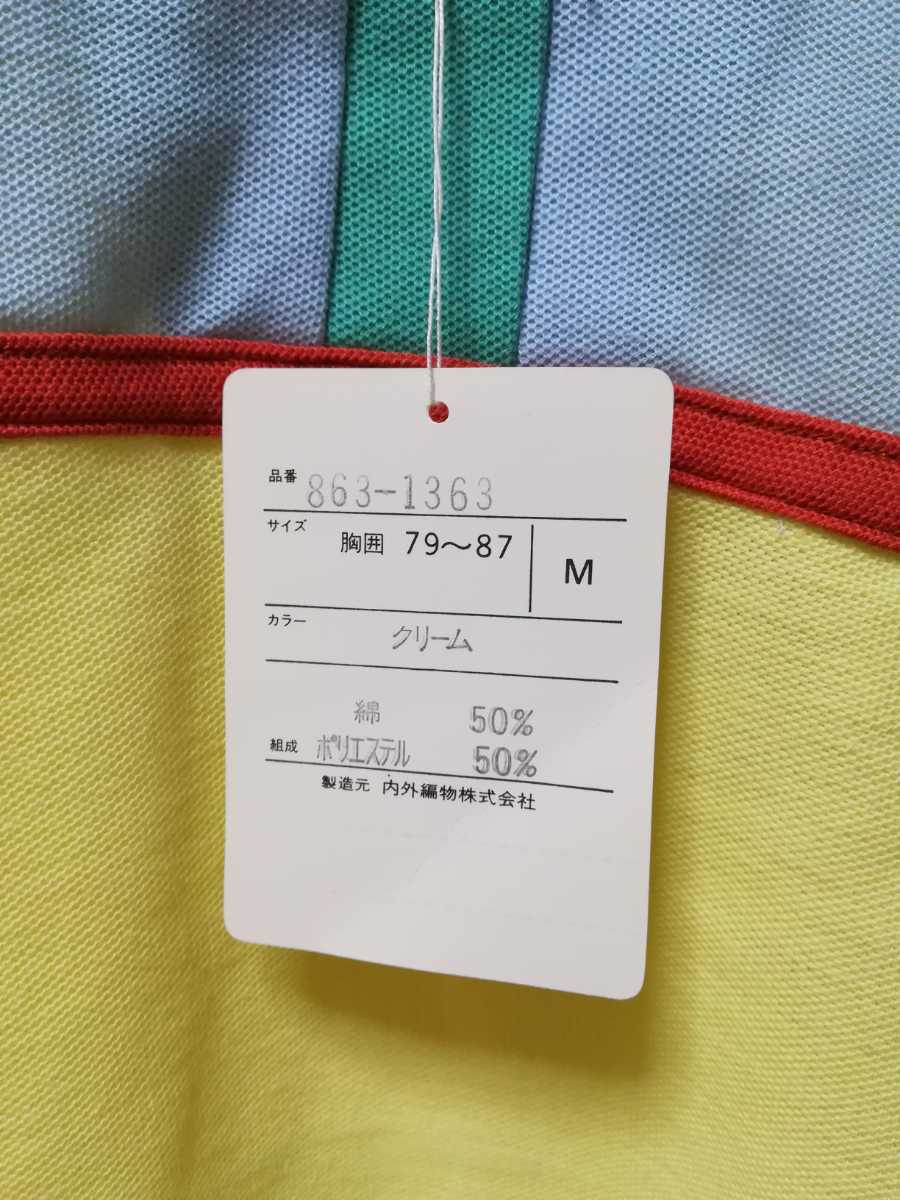 品番 863-1363
サイズ 胸囲 79〜87 M
カラー クリーム
綿 50%
組成 ポリエステル 50%
製造元 内外編物株式会社